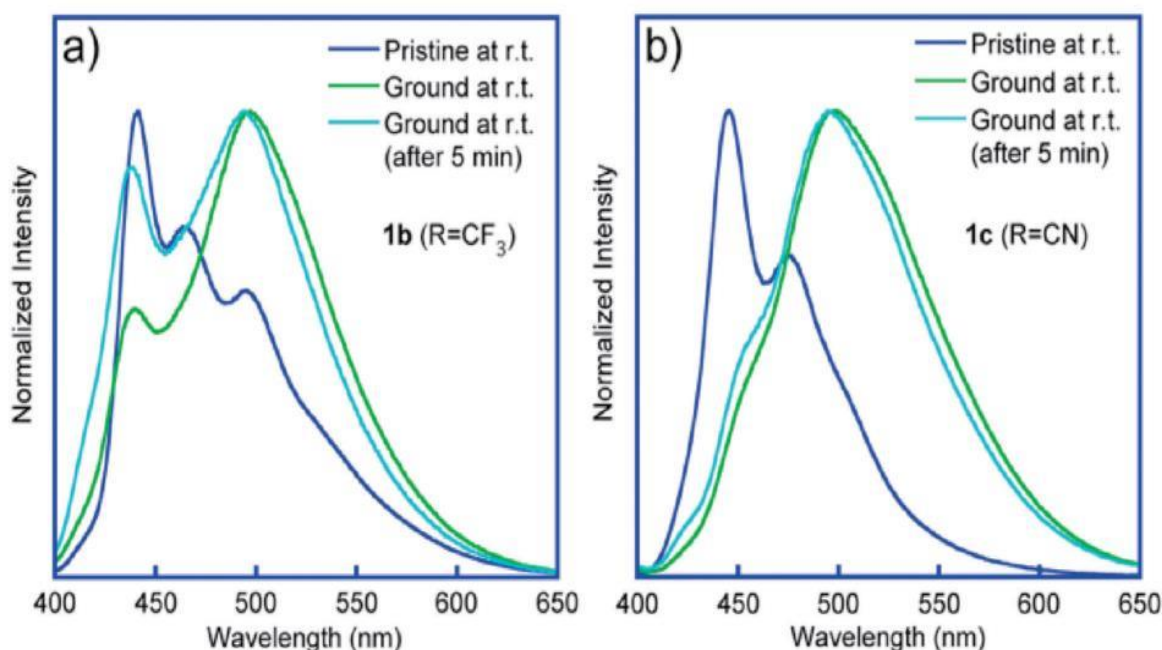 a)
Pristine at r.t.
Ground at r.t.
Ground at r.t.
(after 5 min)
1b (R=CF₃)
Normalized Intensity
400 450 500 550 600 650
Wavelength (nm)
b)
Pristine at r.t.
Ground at r.t.
Ground at r.t.
(after 5 min)
1c (R=CN)
Normalized Intensity
400 450 500 550 600 650
Wavelength (nm)